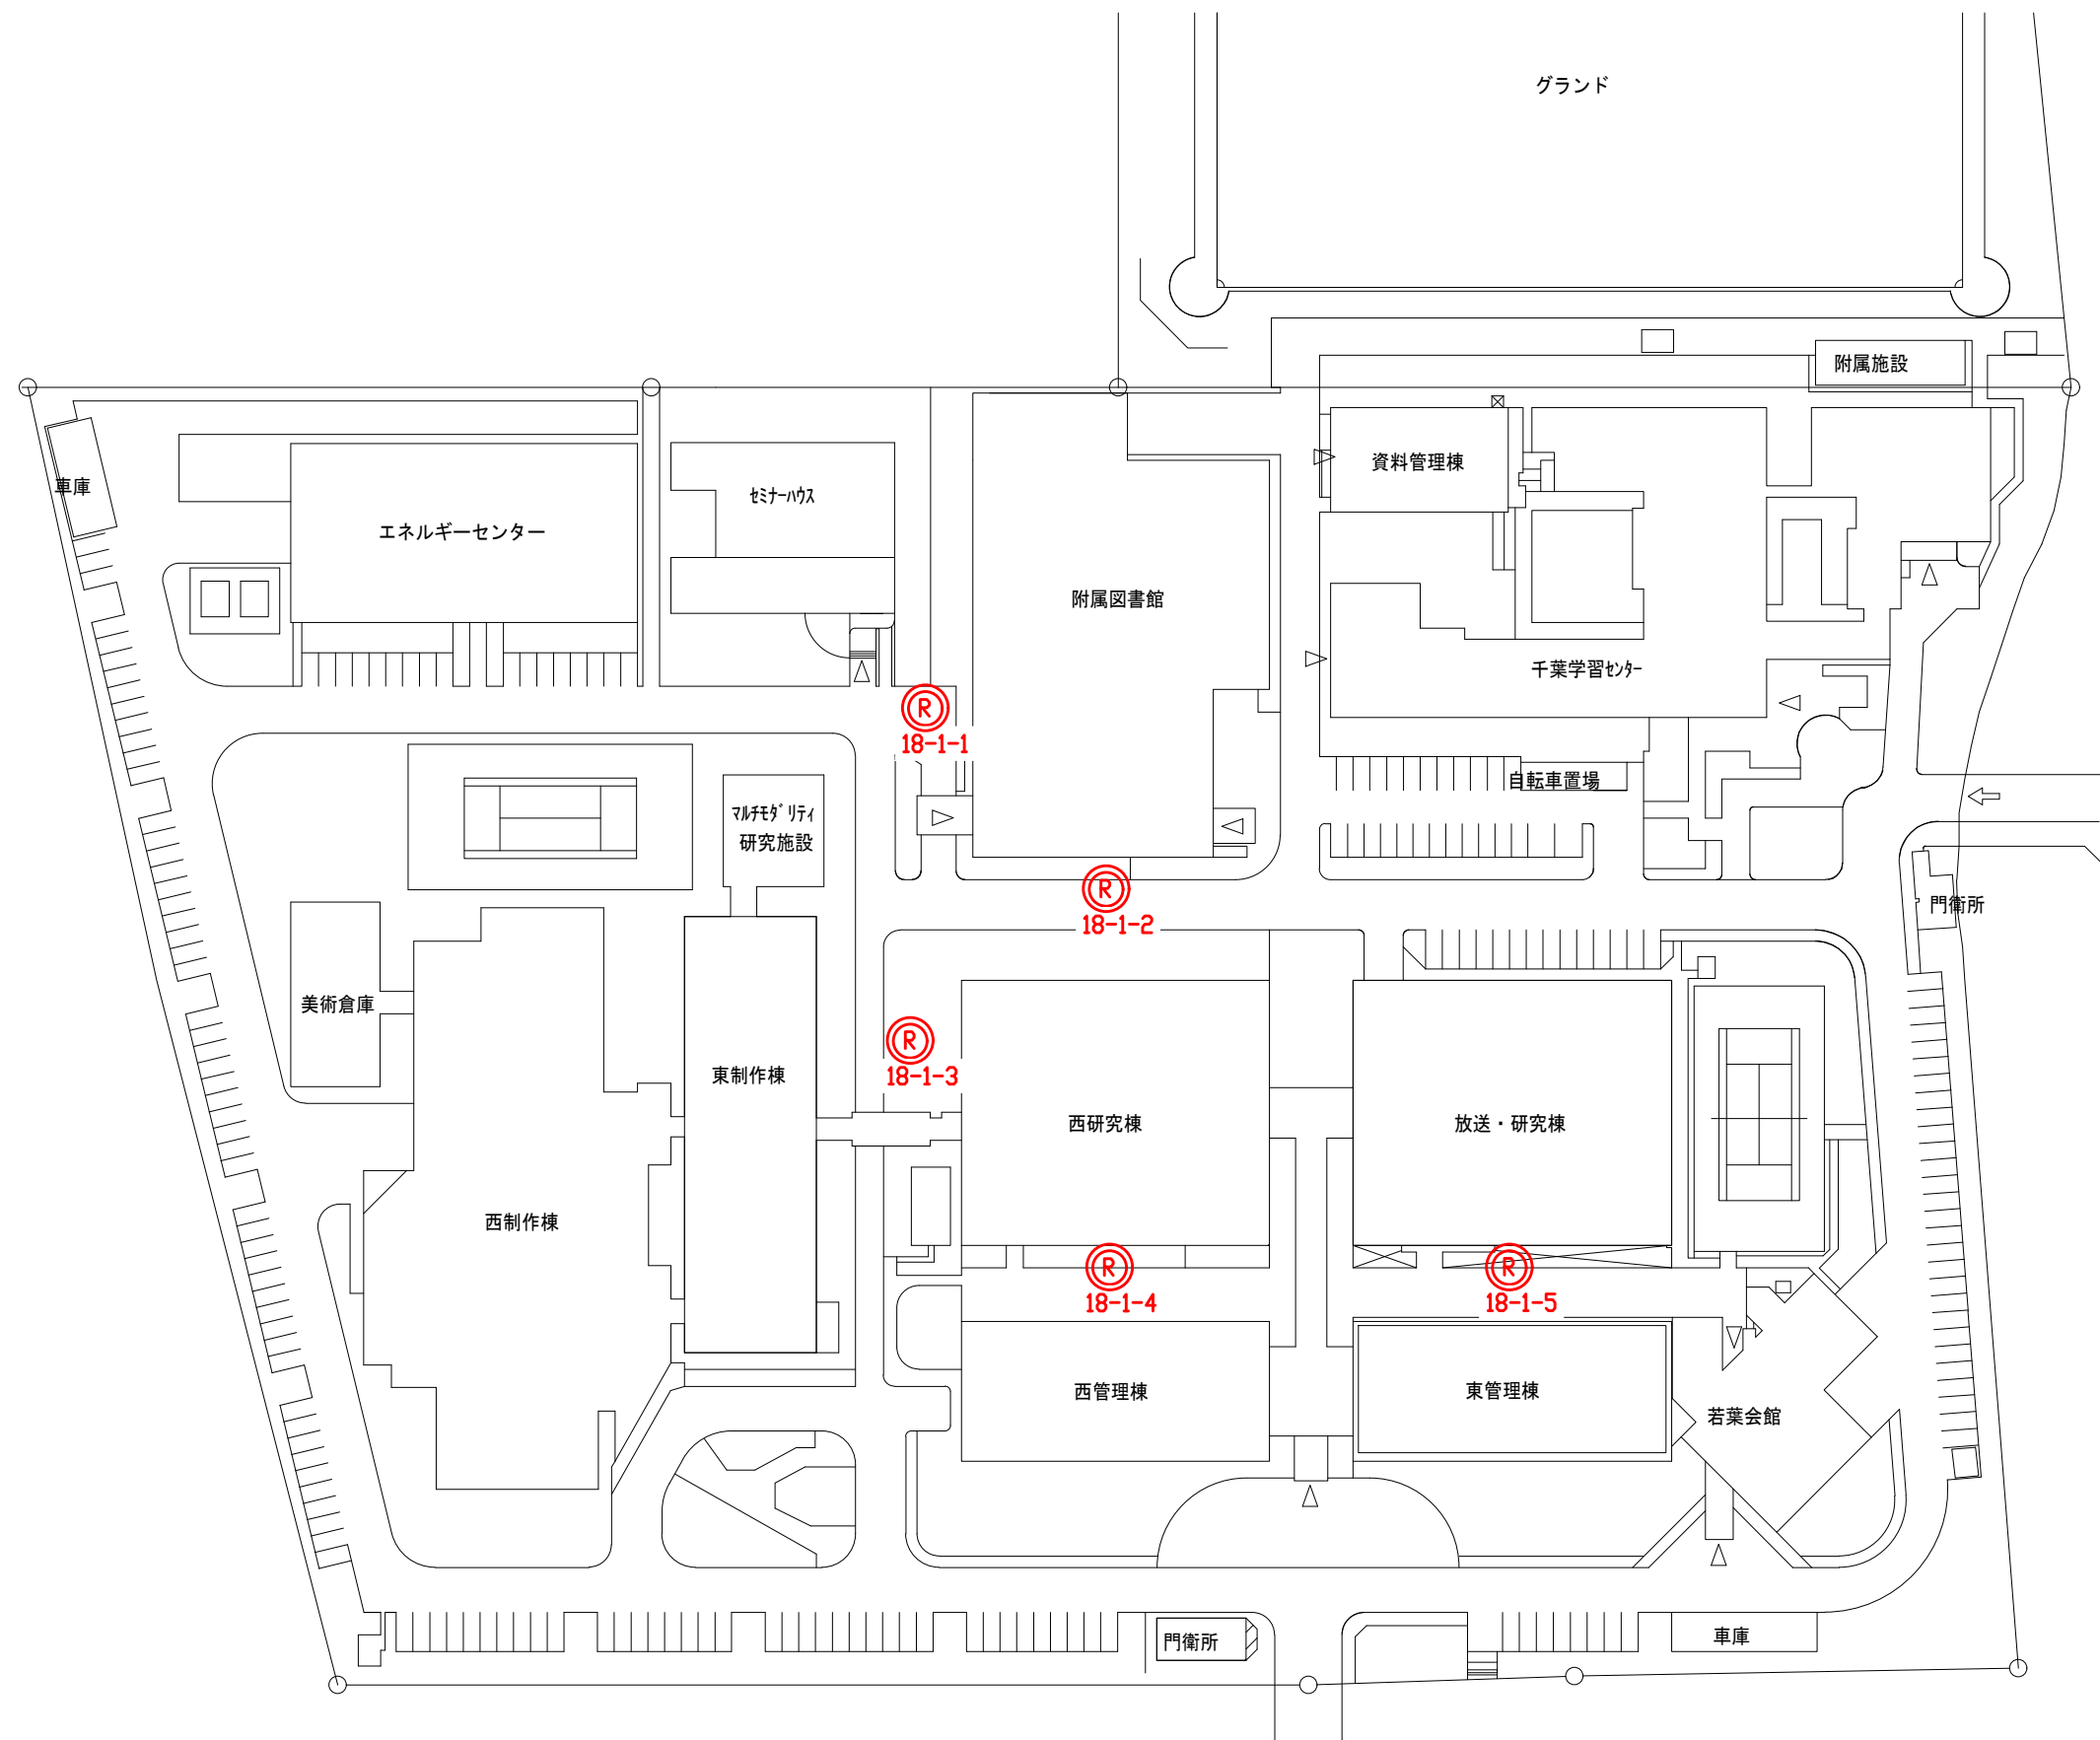 グランド
附属施設
資料管理棟
車庫
セミナーハウス
エネルギーセンター
附属図書館
千葉学習センター
R
18-1-1
自転車置場
マルチモダリティ
研究施設
R
18-1-2
門衛所
美術倉庫
R
18-1-3
東制作棟
西研究棟
放送・研究棟
西制作棟
R
18-1-4
R
18-1-5
西管理棟
東管理棟
若葉会館
門衛所
車庫